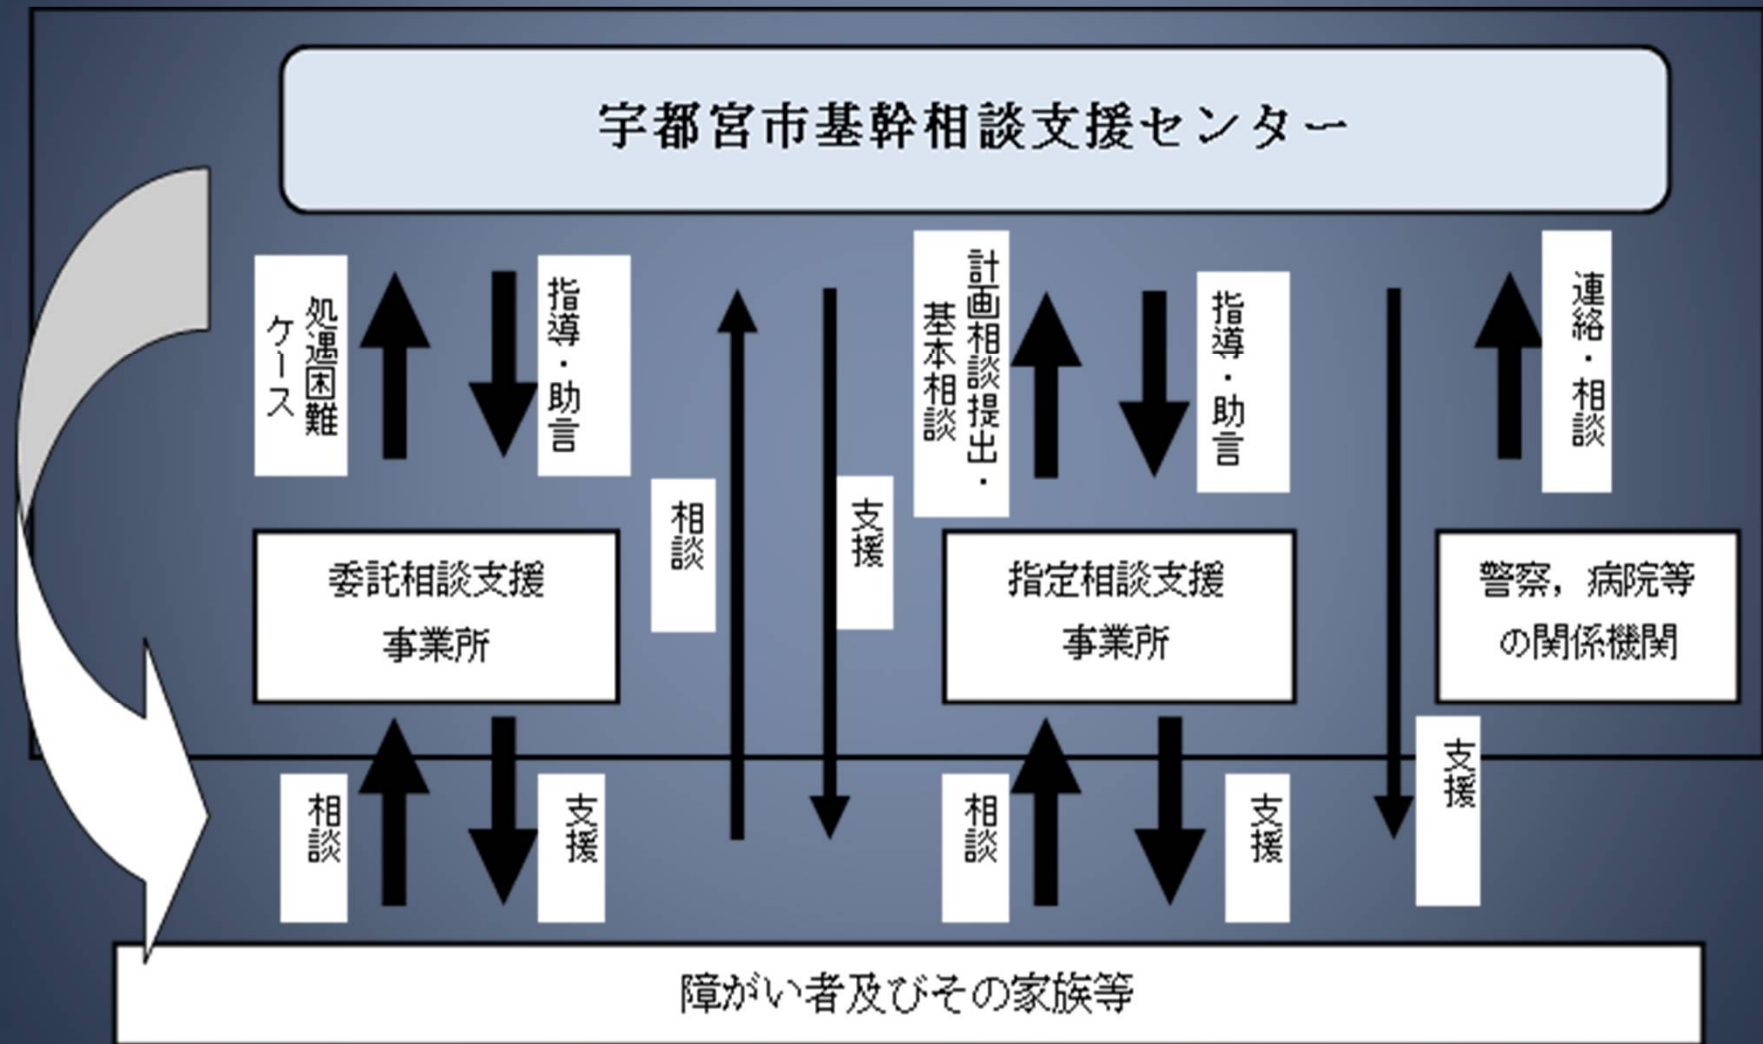 宇都宮市基幹相談支援センター
処遇困難
ケース
指導・助言
相談
支援
計画相談提出・
基本相談
指導・助言
連絡・相談
委託相談支援
事業所
指定相談支援
事業所
警察，病院等
の関係機関
相談
支援
相談
支援
支援
障がい者及びその家族等